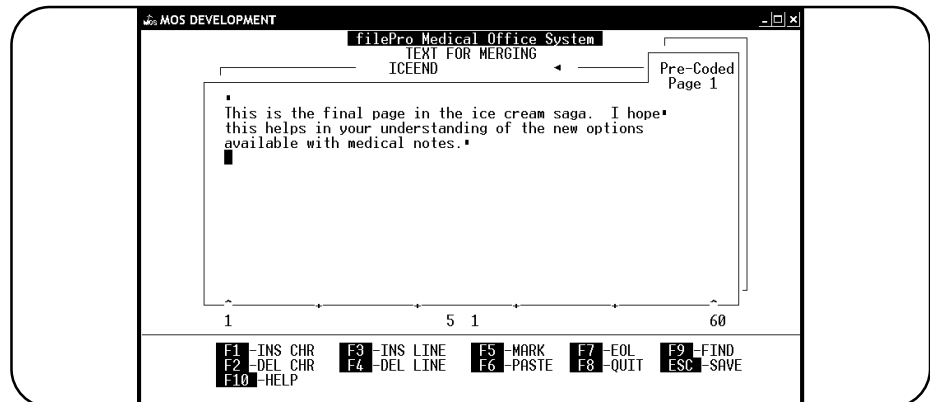 Mos MOS DEVELOPMENT
filePro Medical Office System
TEXT FOR MERGING
ICEEND
Pre-Coded
Page 1
This is the final page in the ice cream saga. I hope
this helps in your understanding of the new options
available with medical notes.
1 5 1 60
F1 -INS CHR F3 -INS LINE F5 -MARK F7 -EOL F9 -FIND
F2 -DEL CHR F4 -DEL LINE F6 -PASTE F8 -QUIT ESC -SAVE
F10 -HELP